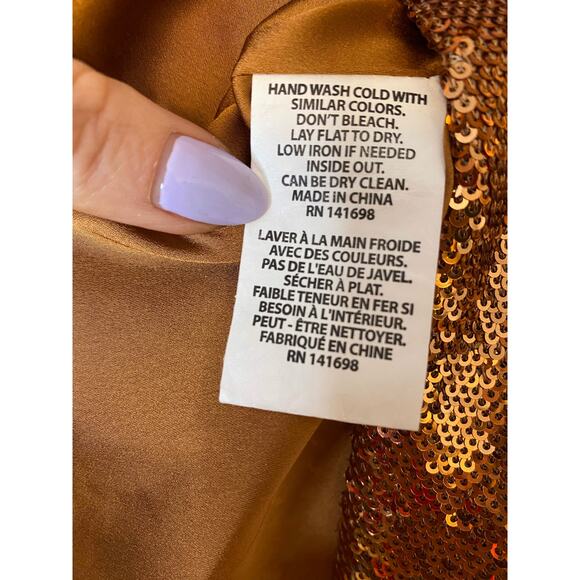 HAND WASH COLD WITH
SIMILAR COLORS.
DON'T BLEACH.
LAY FLAT TO DRY.
LOW IRON IF NEEDED
INSIDE OUT.
CAN BE DRY CLEAN.
MADE iN CHINA
RN 141698
LAVER À LA MAIN FROIDE
AVEC DES COULEURS.
PAS DE L'EAU DE JAVEL.
SÉCHER À PLAT.
FAIBLE TENEUR EN FER SI
BESOIN À L'INTÉRIEUR.
PEUT - ÊTRE NETTOYER.
FABRIQUÉ EN CHINE
RN 141698